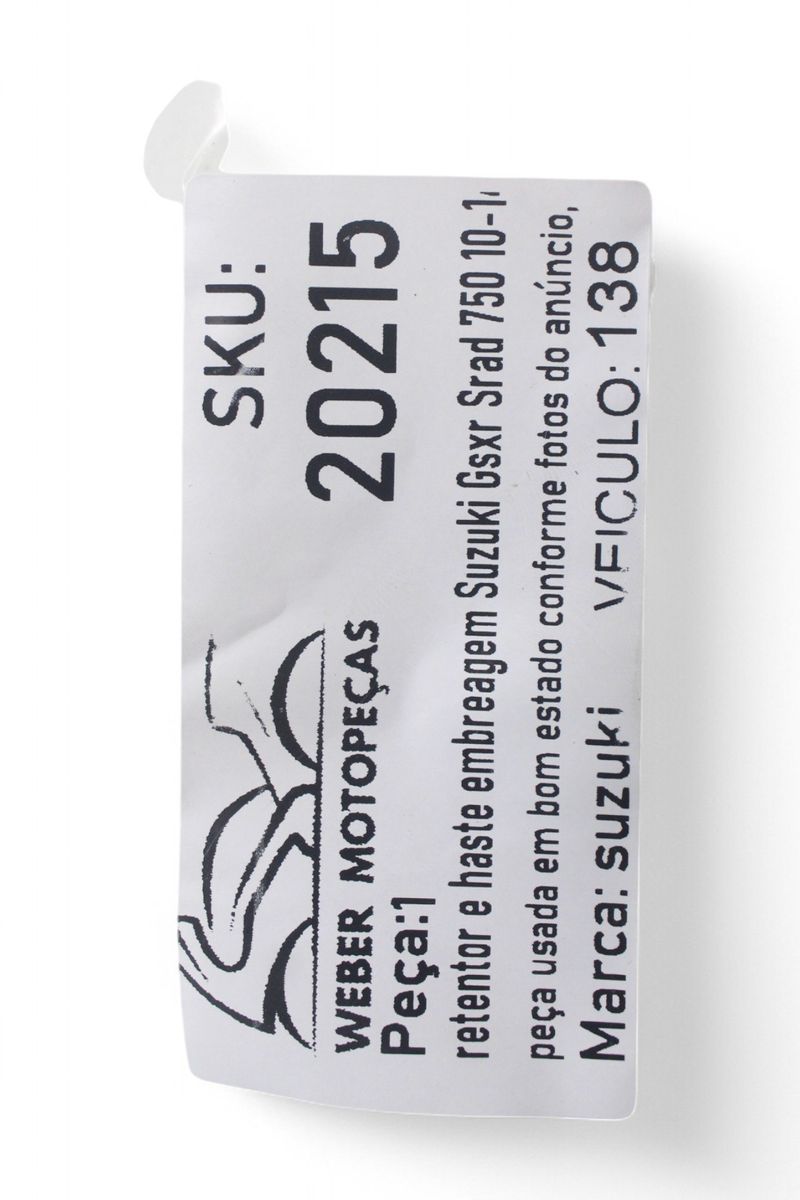 SKU:
20215
WEBER MOTOPEÇAS
Peça:1
retentor e haste embreagem Suzuki Gsxr Srad 750 10-1
peça usada em bom estado conforme fotos do anúncio,
Marca: suzuki VEICULO: 138